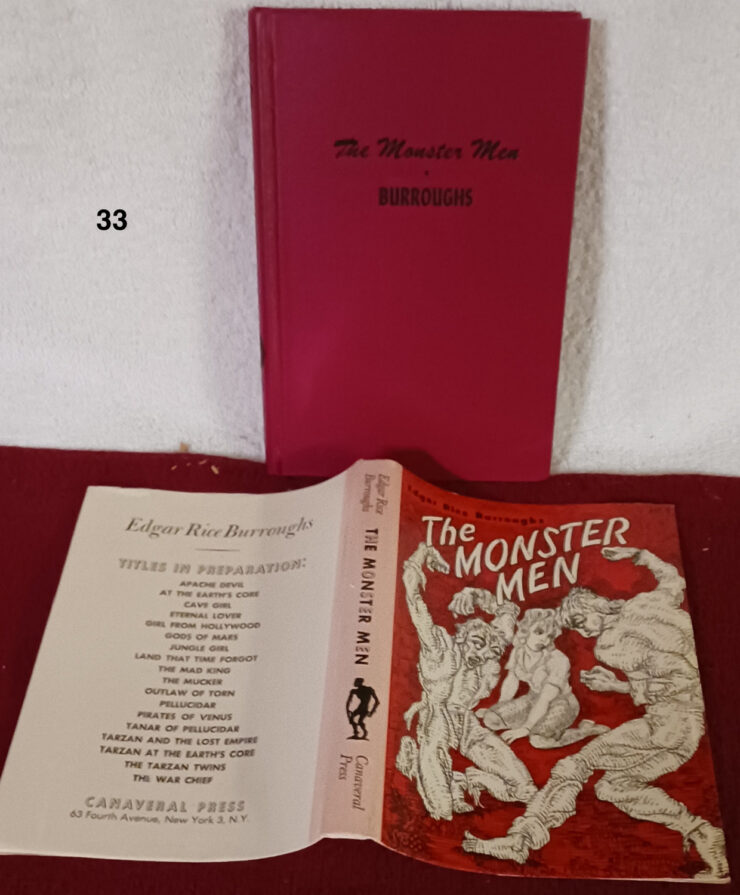 The Monster Men
BURROUGHS
33
Edgar Rice Burroughs
TITLES IN PREPARATION:
APACHE DEVIL
AT THE EARTH'S CORE
CAVE GIRL
ETERNAL LOVER
GIRL FROM HOLLYWOOD
GODS OF MARS
JUNGLE GIRL
LAND THAT TIME FORGOT
THE MAD KING
THE MUCKER
OUTLAW OF TORN
PELLUCIDAR
PIRATES OF VENUS
TANAR OF PELLUCIDAR
TARZAN AND THE LOST EMPIRE
TARZAN AT THE EARTH'S CORE
THE TARZAN TWINS
THE WAR CHIEF
CANAVERAL PRESS
63 Fourth Avenue, New York 3, N.Y.
Edgar Rice
Burroughs
THE MONSTER MEN
Canaveral
Press
Edgar Rice Burroughs
The
MONSTER
MEN